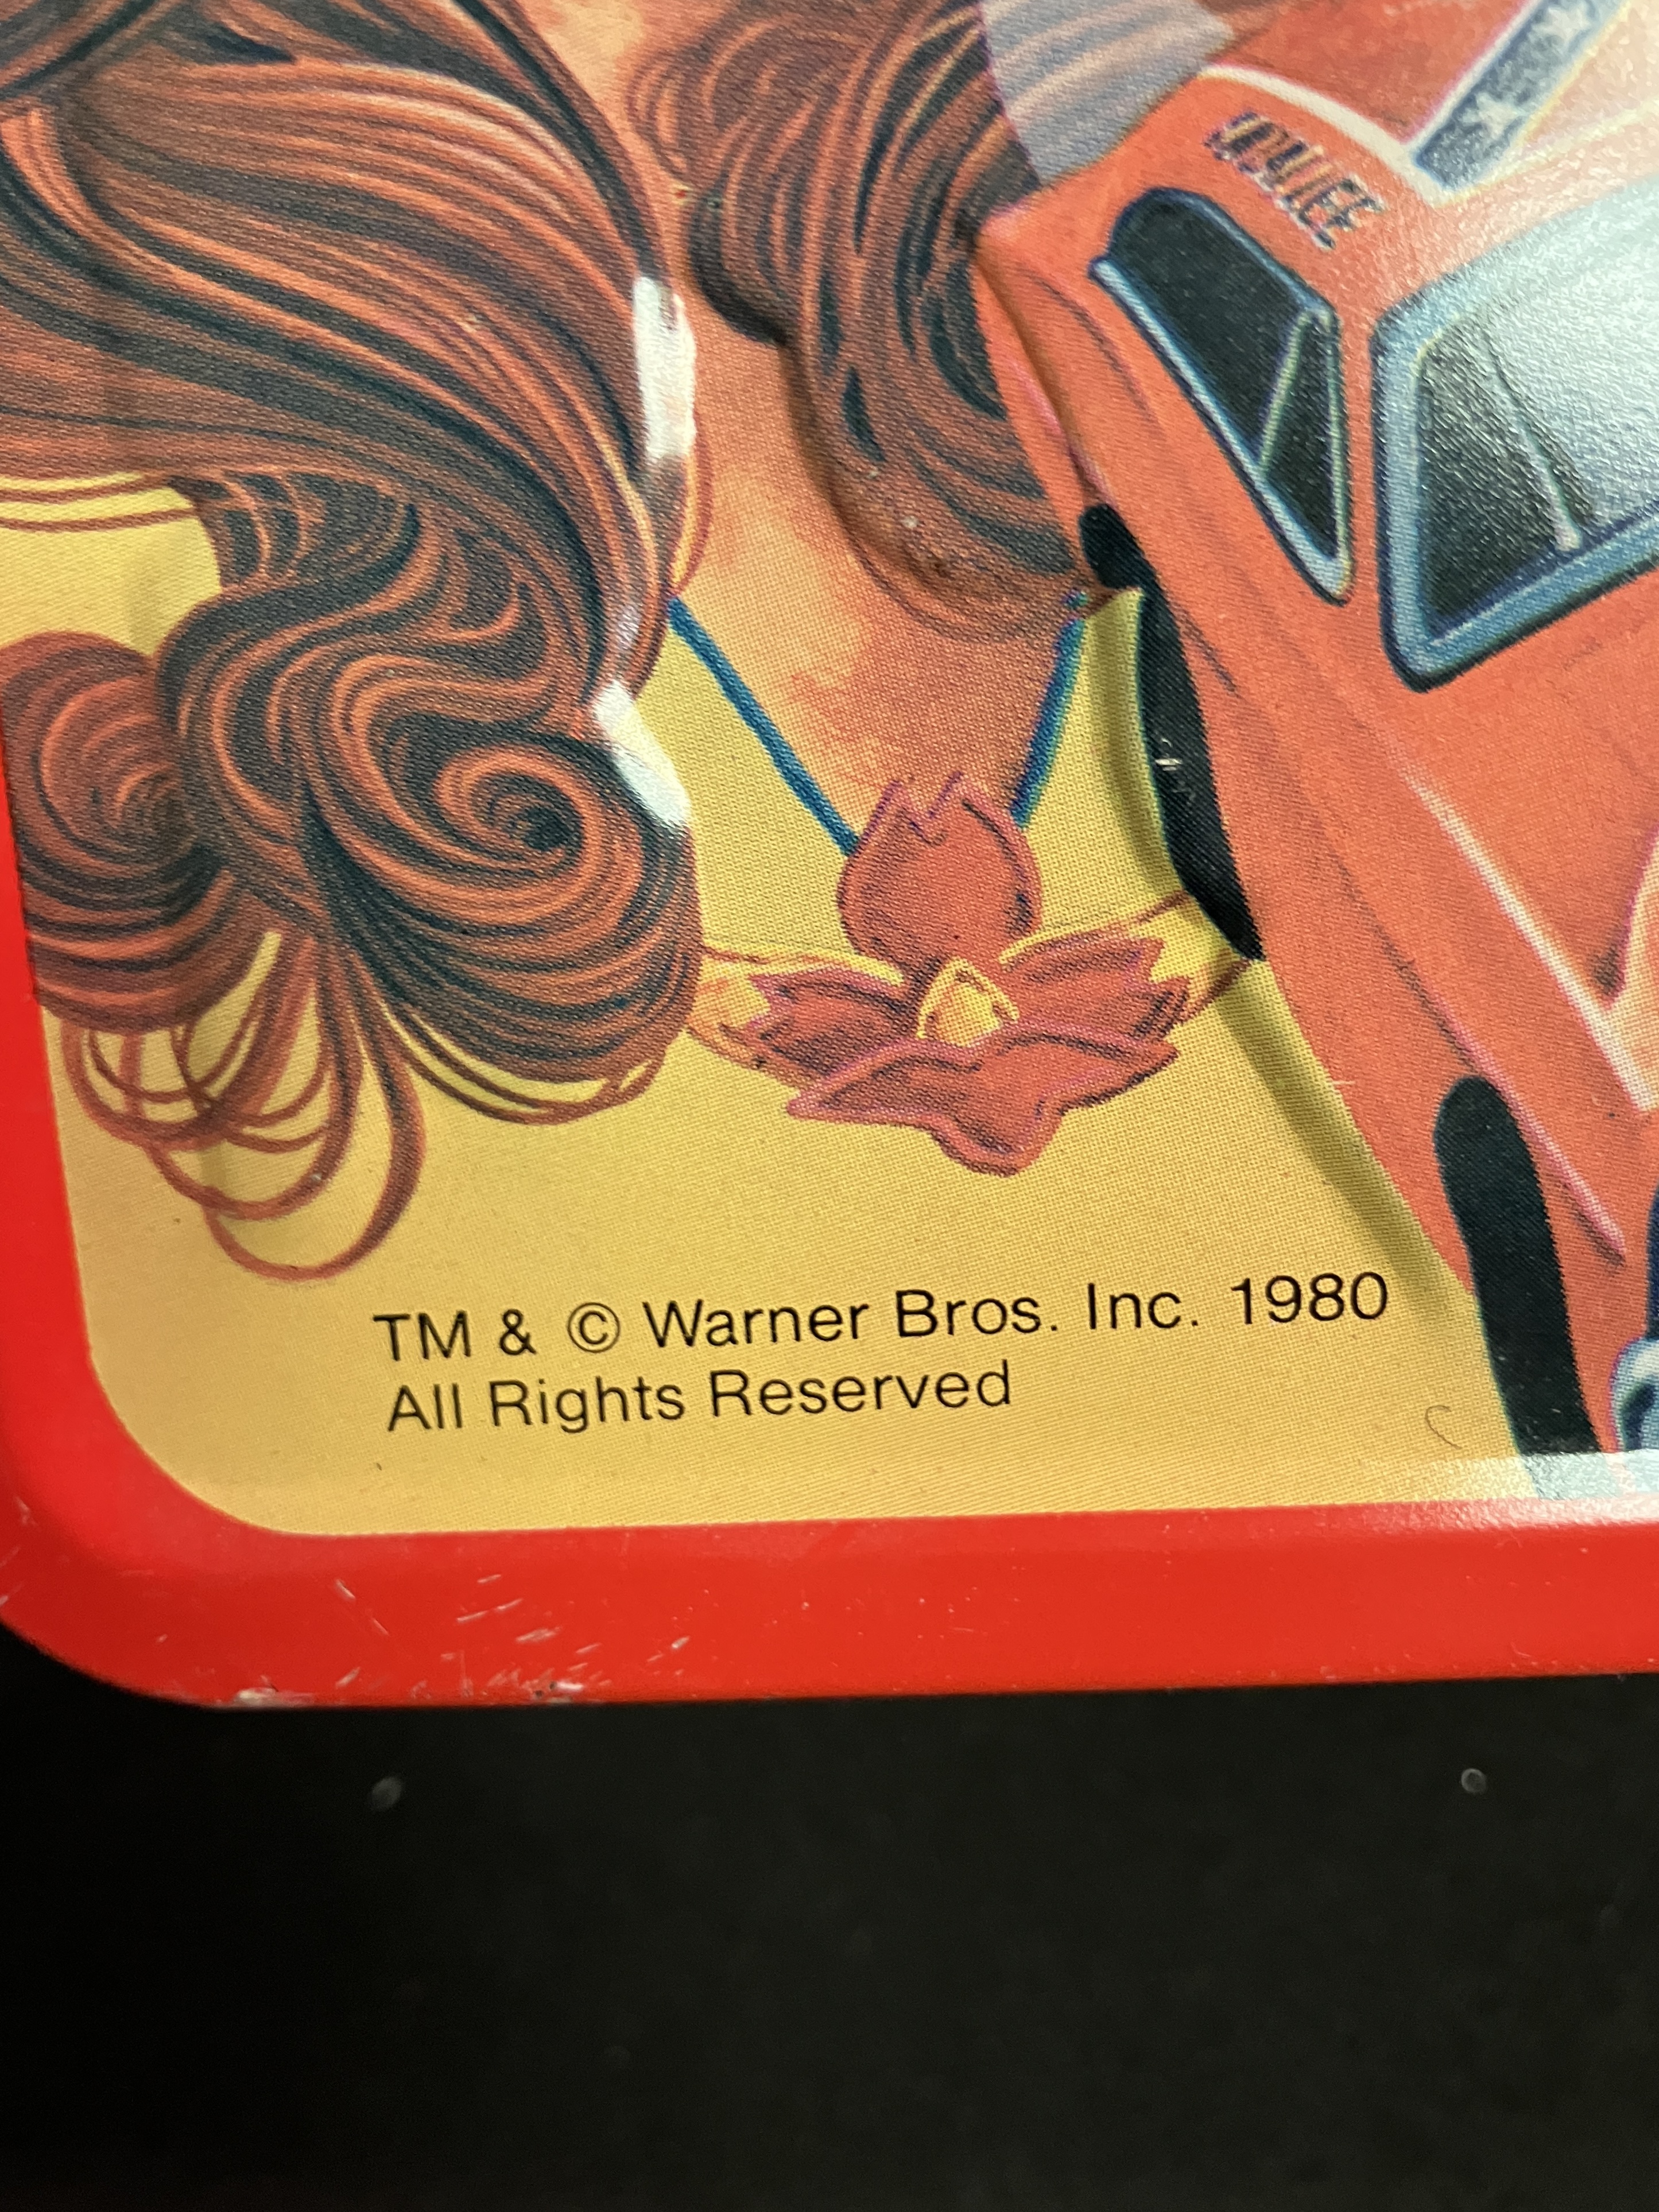 TM & © Warner Bros. Inc. 1980
All Rights Reserved